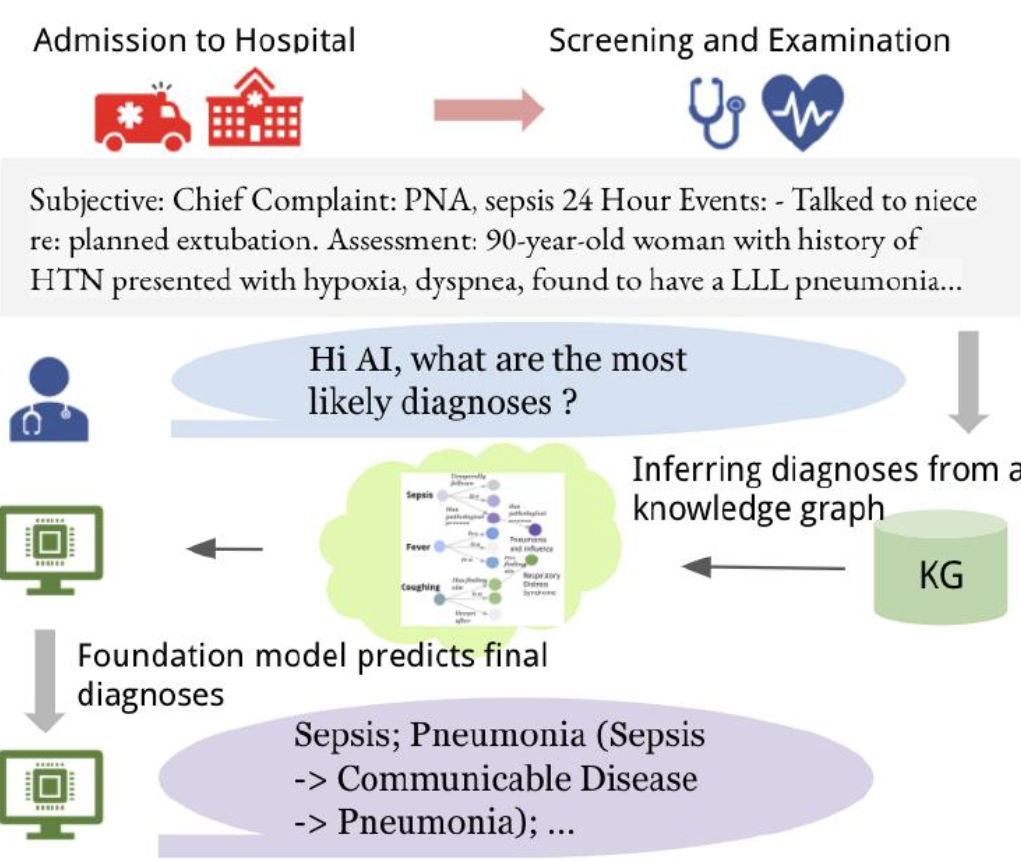 Admission to Hospital
Screening and Examination
Subjective: Chief Complaint: PNA, sepsis 24 Hour Events: - Talked to niece
re: planned extubation. Assessment: 90-year-old woman with history of
HTN presented with hypoxia, dyspnea, found to have a LLL pneumonia...
Hi AI, what are the most
likely diagnoses ?
Inferring diagnoses from a
knowledge graph
KG
Sepsis
Fever
Coughing
Pneumonia
and Influenza
Respiratory
Distress
Syndrome
Foundation model predicts final
diagnoses
Sepsis; Pneumonia (Sepsis
-> Communicable Disease
-> Pneumonia); ...